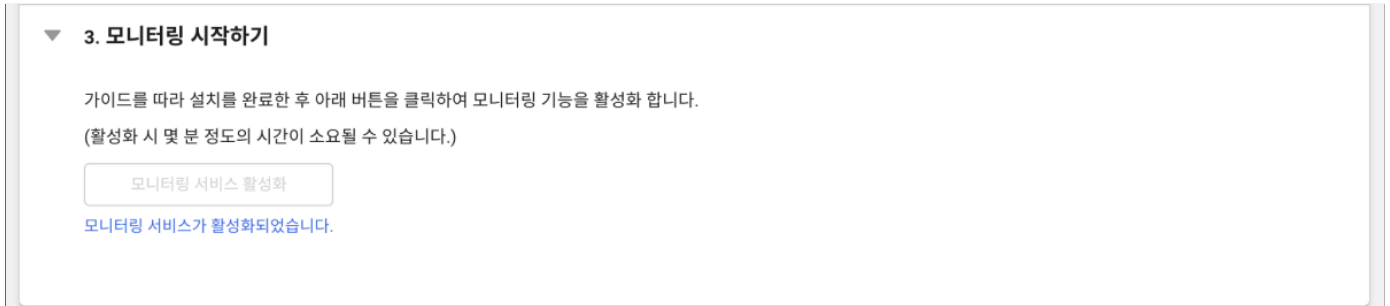 3. 모니터링 시작하기
가이드를 따라 설치를 완료한 후 아래 버튼을 클릭하여 모니터링 기능을 활성화 합니다.
(활성화 시 몇 분 정도의 시간이 소요될 수 있습니다.)
모니터링 서비스 활성화
모니터링 서비스가 활성화되었습니다.